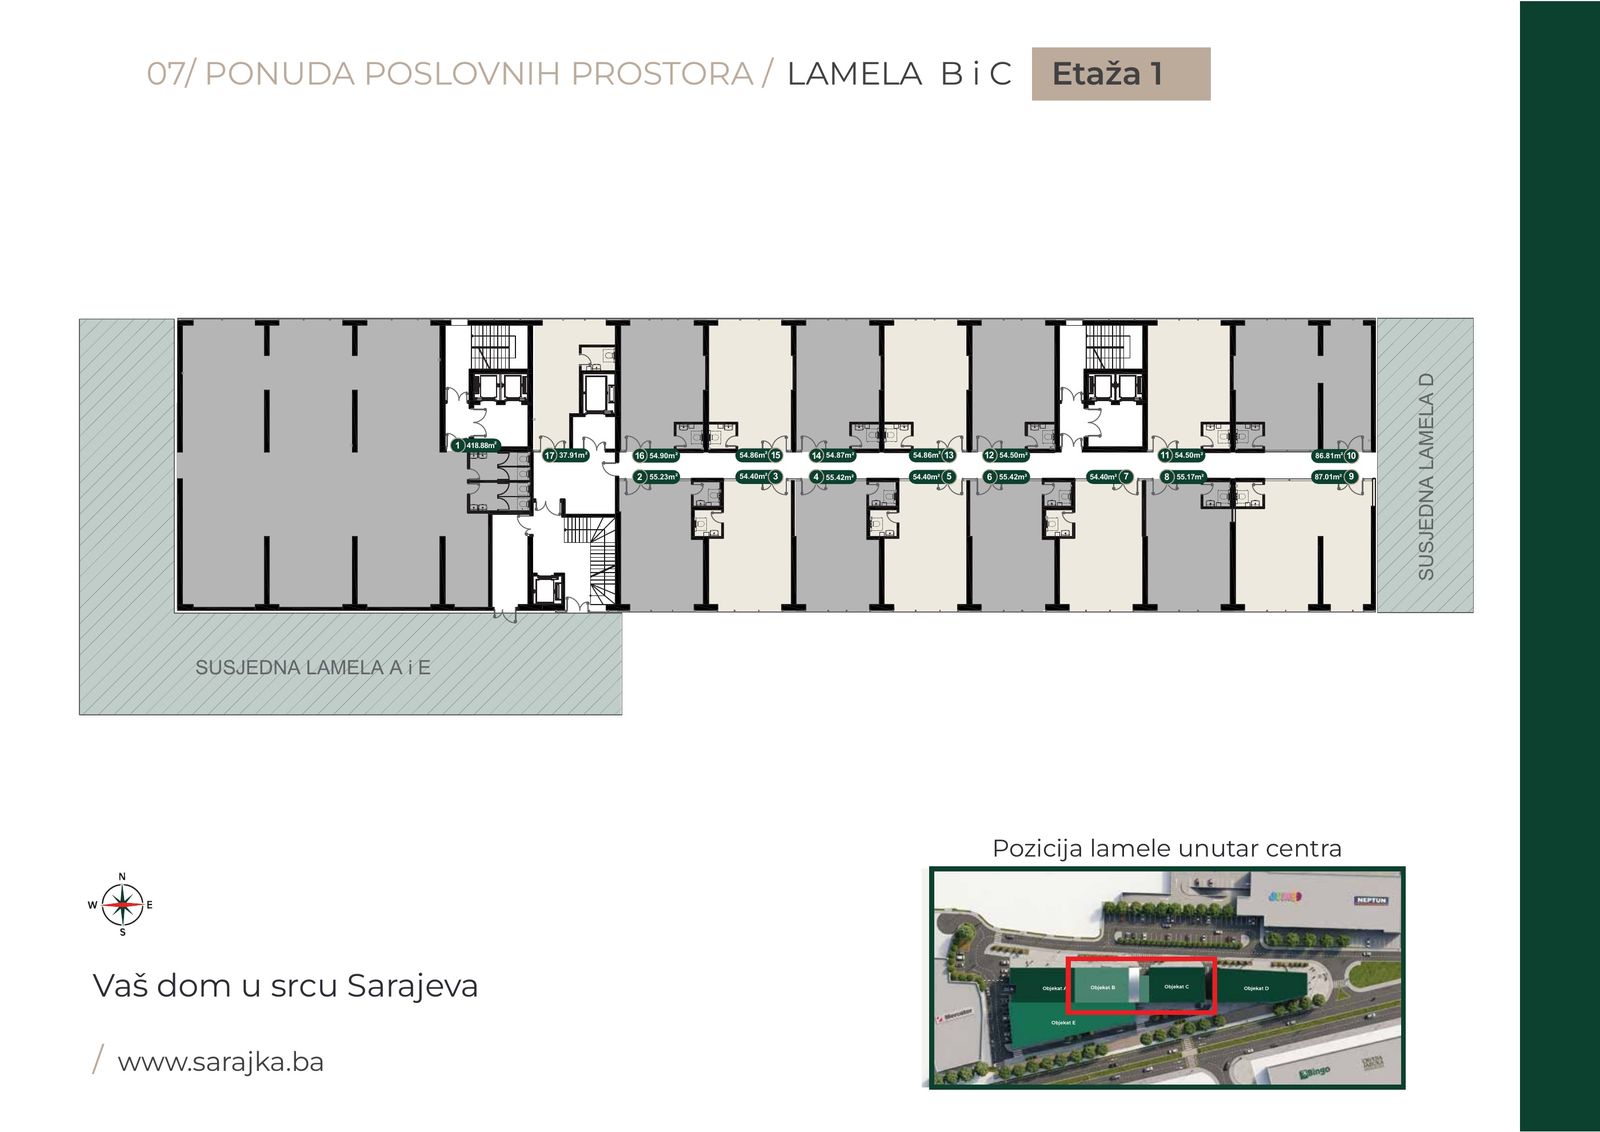 07/ PONUDA POSLOVNIH PROSTORA / LAMELA B i C Etaža 1
1 418.88m²
17 37.91m²
16 54.90m²
54.86m² 15
14 54.87m²
54.86m² 13
12 54.50m²
11 54.50m²
86.81m² 10
2 55.23m²
54.40m² 3
4 55.42m²
54.40m² 5
6 55.42m²
54.40m² 7
8 55.17m²
87.01m² 9
SUSJEDNA LAMELA D
SUSJEDNA LAMELA A i E
Pozicija lamele unutar centra
N
W E
S
NEPTUN
Objekat A
Objekat B
Objekat C
Objekat D
Objekat E
Mercator
Bingo
Vaš dom u srcu Sarajeva
/ www.sarajka.ba